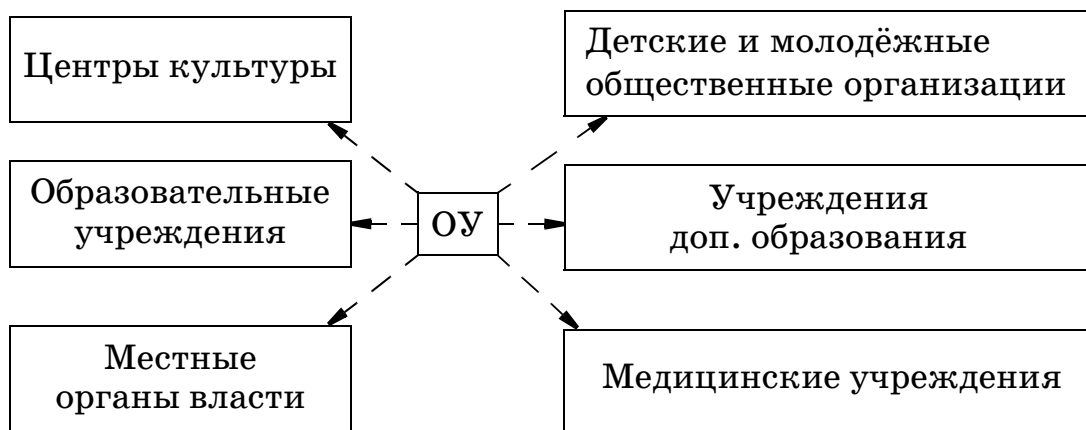 Центры культуры
Детские и молодёжные
общественные организации
Образовательные
учреждения
ОУ
Учреждения
доп. образования
Местные
органы власти
Медицинские учреждения